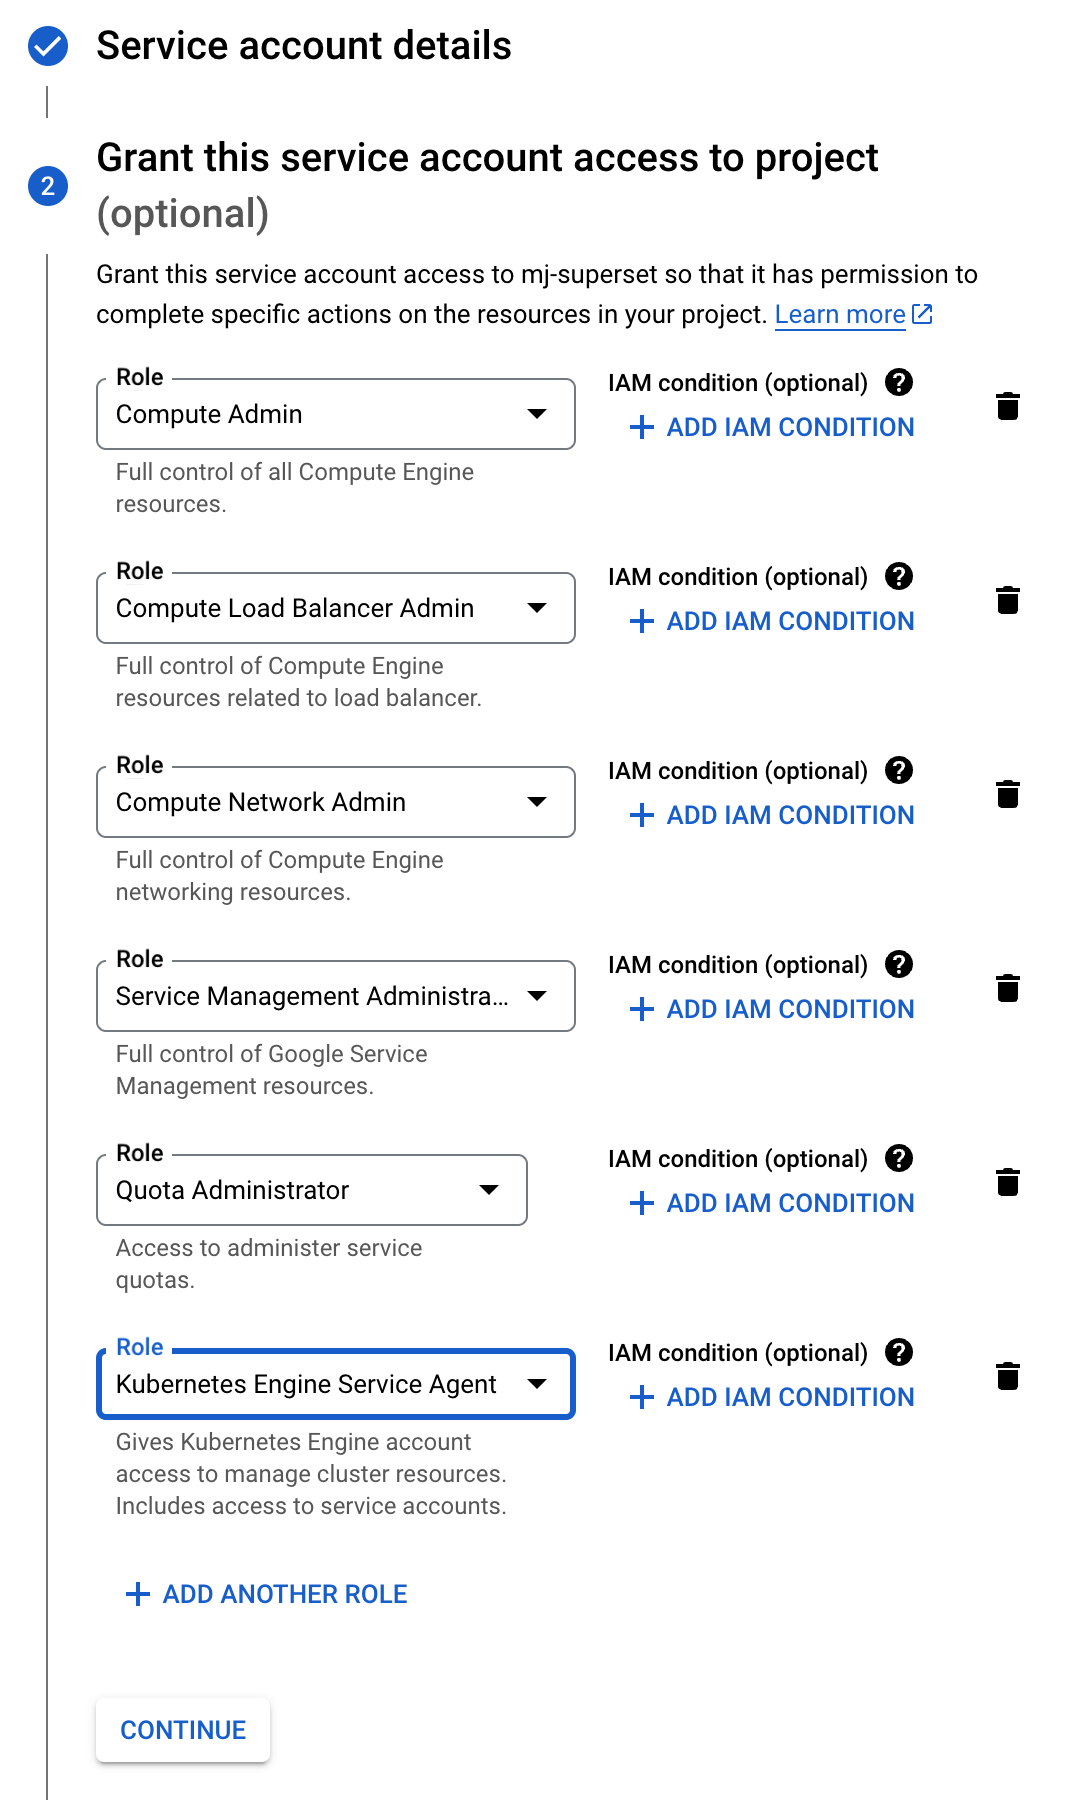 Service account details
2
Grant this service account access to project
(optional)
Grant this service account access to mj-superset so that it has permission to
complete specific actions on the resources in your project. Learn more
Role
Compute Admin
Full control of all Compute Engine
resources.
IAM condition (optional) ?
+ ADD IAM CONDITION
Role
Compute Load Balancer Admin
Full control of Compute Engine
resources related to load balancer.
IAM condition (optional) ?
+ ADD IAM CONDITION
Role
Compute Network Admin
Full control of Compute Engine
networking resources.
IAM condition (optional) ?
+ ADD IAM CONDITION
Role
Service Management Administra...
Full control of Google Service
Management resources.
IAM condition (optional) ?
+ ADD IAM CONDITION
Role
Quota Administrator
Access to administer service
quotas.
IAM condition (optional) ?
+ ADD IAM CONDITION
Role
Kubernetes Engine Service Agent
Gives Kubernetes Engine account
access to manage cluster resources.
Includes access to service accounts.
IAM condition (optional) ?
+ ADD IAM CONDITION
+ ADD ANOTHER ROLE
CONTINUE